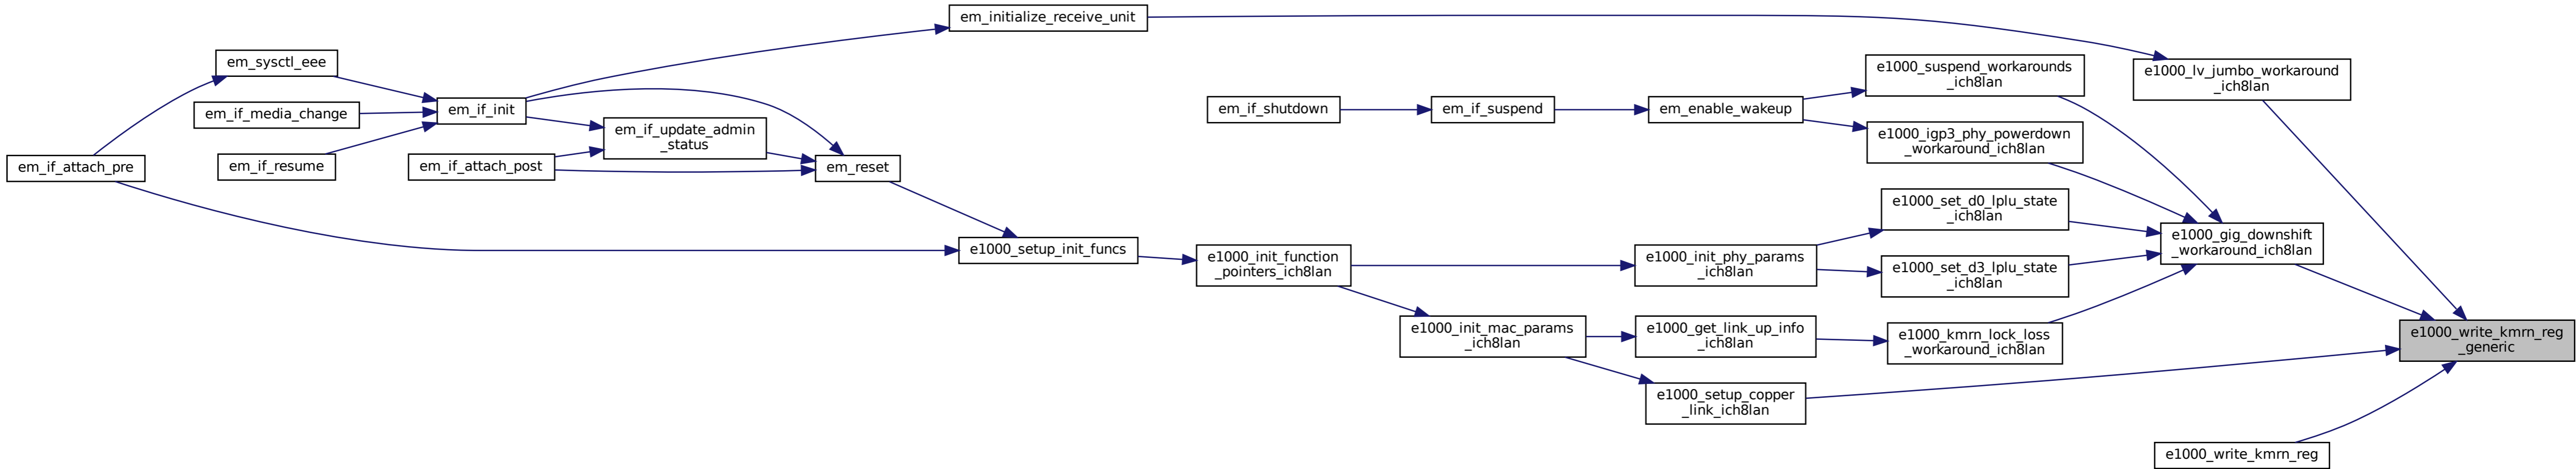 em_initialize_receive_unit
em_sysctl_eee
em_if_media_change
em_if_init
em_if_resume
em_if_attach_pre
em_if_update_admin
_status
em_if_attach_post
em_reset
e1000_setup_init_funcs
em_if_shutdown
em_if_suspend
em_enable_wakeup
e1000_suspend_workarounds
_ich8lan
e1000_igp3_phy_powerdown
_workaround_ich8lan
e1000_lv_jumbo_workaround
_ich8lan
e1000_set_d0_lplu_state
_ich8lan
e1000_set_d3_lplu_state
_ich8lan
e1000_gig_downshift
_workaround_ich8lan
e1000_init_function
_pointers_ich8lan
e1000_init_phy_params
_ich8lan
e1000_init_mac_params
_ich8lan
e1000_get_link_up_info
_ich8lan
e1000_kmrn_lock_loss
_workaround_ich8lan
e1000_setup_copper
_link_ich8lan
e1000_write_kmrn_reg
_generic
e1000_write_kmrn_reg